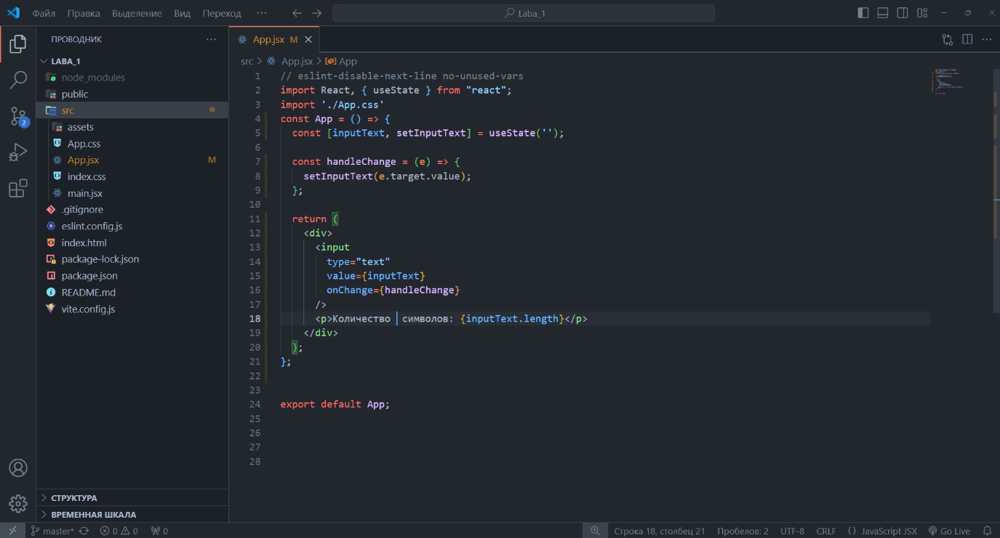 Файл Правка Выделение Вид Переход ··· Laba_1
ПРОВОДНИК ···
LABA_1
node_modules
public
src
assets
App.css
App.jsx M
index.css
main.jsx
.gitignore
eslint.config.js
index.html
package-lock.json
package.json
README.md
vite.config.js
СТРУКТУРА
ВРЕМЕННАЯ ШКАЛА
2
App.jsx M
src > App.jsx > App
1 // eslint-disable-next-line no-unused-vars
2 import React, { useState } from "react";
3 import './App.css'
4 const App = () => {
5 const [inputText, setInputText] = useState('');
6
7 const handleChange = (e) => {
8 setInputText(e.target.value);
9 };
10
11 return (
12 <div>
13 <input
14 type="text"
15 value={inputText}
16 onChange={handleChange}
17 />
18 <p>Количество символов: {inputText.length}</p>
19 </div>
20 );
21 };
22
23
24 export default App;
25
26
27
28
master* 0 0 0 Строка 18, столбец 21 Пробелов: 2 UTF-8 CRLF {} JavaScript JSX Go Live